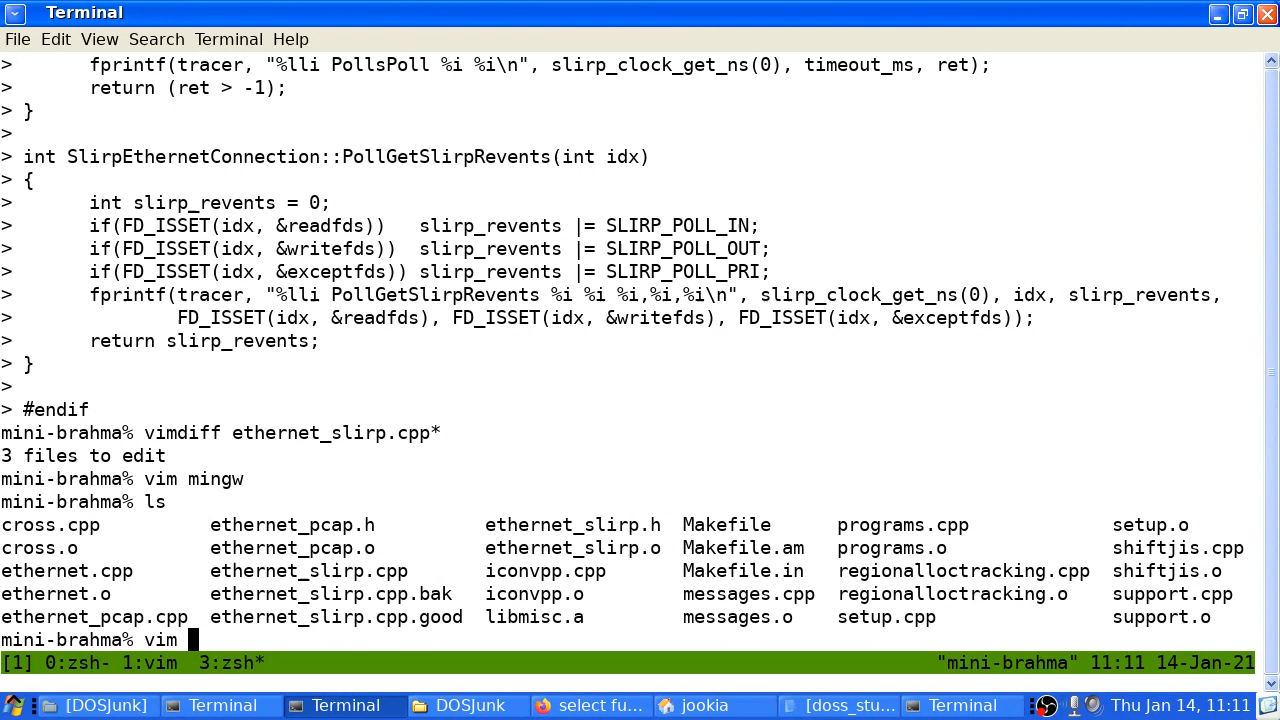 Terminal
File Edit View Search Terminal Help
>       fprintf(tracer, "%lli PollsPoll %i %i\n", slirp_clock_get_ns(0), timeout_ms, ret);
>       return (ret > -1);
> }
>
> int SlirpEthernetConnection::PollGetSlirpRevents(int idx)
> {
>       int slirp_revents = 0;
>       if(FD_ISSET(idx, &readfds))   slirp_revents |= SLIRP_POLL_IN;
>       if(FD_ISSET(idx, &writefds))  slirp_revents |= SLIRP_POLL_OUT;
>       if(FD_ISSET(idx, &exceptfds)) slirp_revents |= SLIRP_POLL_PRI;
>       fprintf(tracer, "%lli PollGetSlirpRevents %i %i %i,%i,%i\n", slirp_clock_get_ns(0), idx, slirp_revents,
>               FD_ISSET(idx, &readfds), FD_ISSET(idx, &writefds), FD_ISSET(idx, &exceptfds));
>       return slirp_revents;
> }
>
> #endif
mini-brahma% vimdiff ethernet_slirp.cpp*
3 files to edit
mini-brahma% vim mingw
mini-brahma% ls
cross.cpp          ethernet_pcap.h          ethernet_slirp.h  Makefile      programs.cpp             setup.o
cross.o            ethernet_pcap.o          ethernet_slirp.o  Makefile.am   programs.o               shiftjis.cpp
ethernet.cpp       ethernet_slirp.cpp       iconvpp.cpp       Makefile.in   regionalloctracking.cpp  shiftjis.o
ethernet.o         ethernet_slirp.cpp.bak   iconvpp.o         messages.cpp  regionalloctracking.o    support.cpp
ethernet_pcap.cpp  ethernet_slirp.cpp.good  libmisc.a         messages.o    setup.cpp                support.o
mini-brahma% vim
[1] 0:zsh- 1:vim  3:zsh* "mini-brahma" 11:11 14-Jan-21
[DOSJunk] Terminal Terminal DOSJunk select fu... jookia [doss_stu... Terminal Thu Jan 14, 11:11